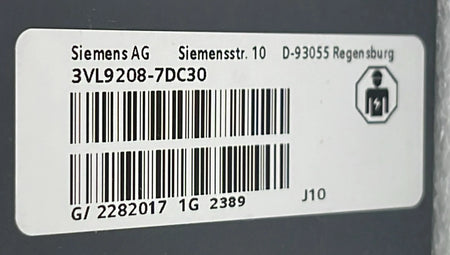 Siemens AG Siemensstr. 10 D-93055 Regensburg
3VL9208-7DC30
G/ 2282017 1G 2389
J10